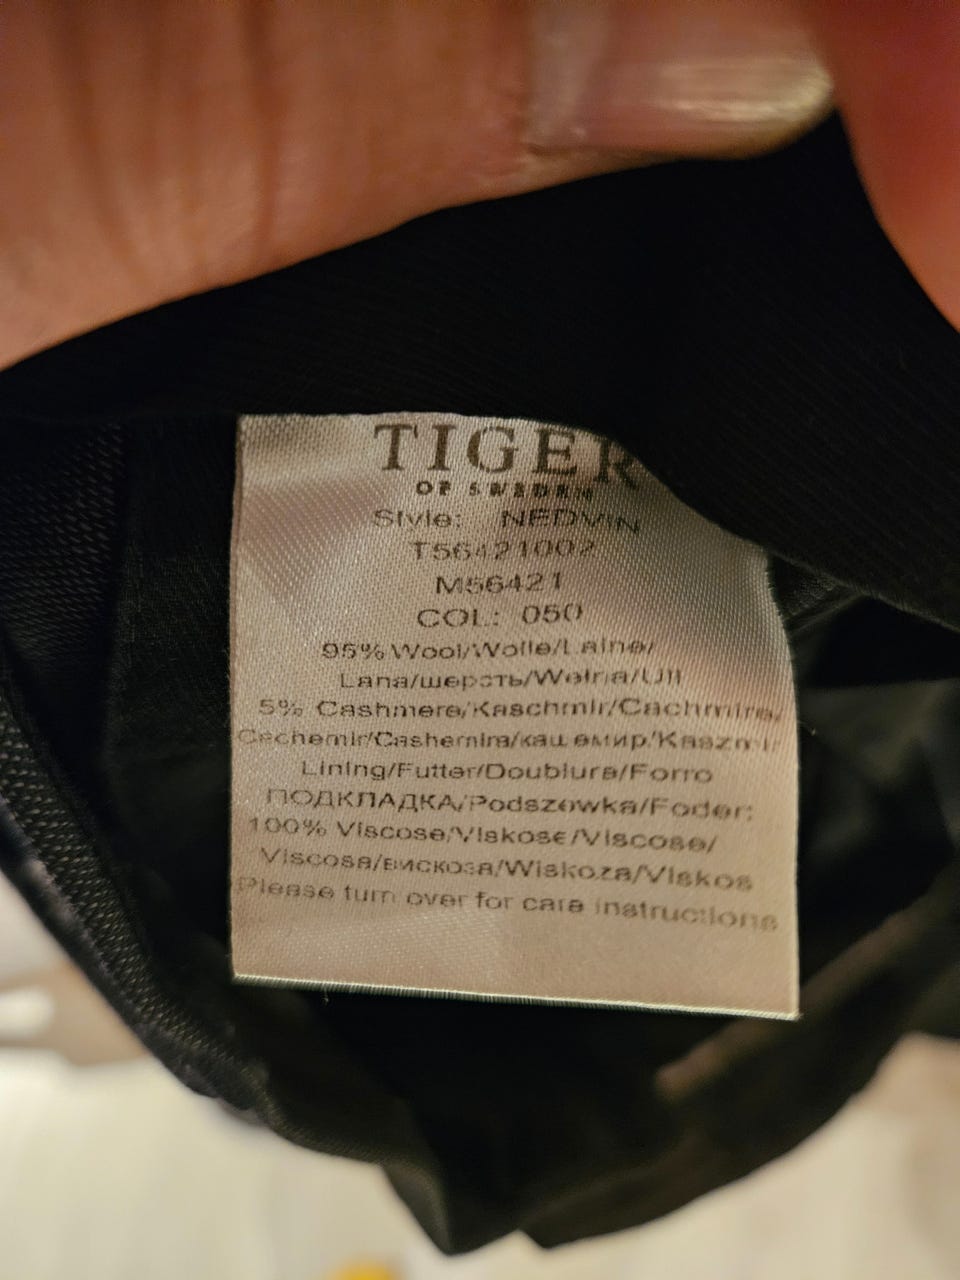 TIGER
OF SWEDEN
Style: NEDVIN
T56421002
M56421
COL: 050
95% Wool/Wolle/Laine/
Lana/шерсть/Wełna/Ull
5% Cashmere/Kaschmir/Cachmire/
Cachemir/Cashemira/кашемир/Kaszmir
Lining/Futter/Doublure/Forro
ПОДКЛАДКА/Podszewka/Foder:
100% Viscose/Viskose/Viscose/
Viscosa/вискоза/Wiskoza/Viskos
Please turn over for care instructions